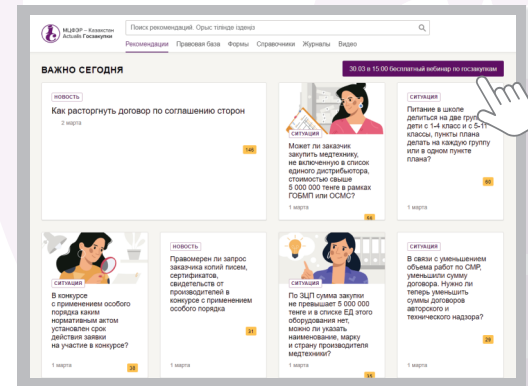 МЦФЭР – Казахстан
Actualis Госзакупки
Поиск рекомендаций. Орыс тілінде іздеңіз
Рекомендации Правовая база Формы Справочники Журналы Видео
ВАЖНО СЕГОДНЯ
30.03 в 15:00 бесплатный вебинар по госзакупкам
НОВОСТЬ
Как расторгнуть договор по соглашению сторон
2 марта
146
СИТУАЦИЯ
Может ли заказчик
закупить медтехнику,
не включенную в список
единого дистрибьютора,
стоимостью свыше
5 000 000 тенге в рамках
ГОБМП или ОСМС?
1 марта
СИТУАЦИЯ
Питание в школе
делиться на две
дети с 1-4 класс и с 5-11
классы, пункты плана
делать на каждую группу
или в одном пункте
плана?
1 марта
СИТУАЦИЯ
В конкурсе
с применением особого
порядка каким
нормативным актом
установлен срок
действия заявки
на участие в конкурсе?
1 марта
38
НОВОСТЬ
Правомерен ли запрос
заказчика копий писем,
сертификатов,
свидетельств от
производителей в
конкурсе с применением
особого порядка
31
СИТУАЦИЯ
По ЗЦП сумма закупки
не превышает 5 000 000
тенге и в списке ЕД этого
оборудования нет,
можно ли указать
наименование, марку
и страну производителя
медтехники?
1 марта
35
СИТУАЦИЯ
В связи с уменьшением
объема работ по СМР,
уменьшили сумму
договора. Нужно ли
теперь уменьшить
суммы договоров
авторского и
технического надзора?
28
1 марта